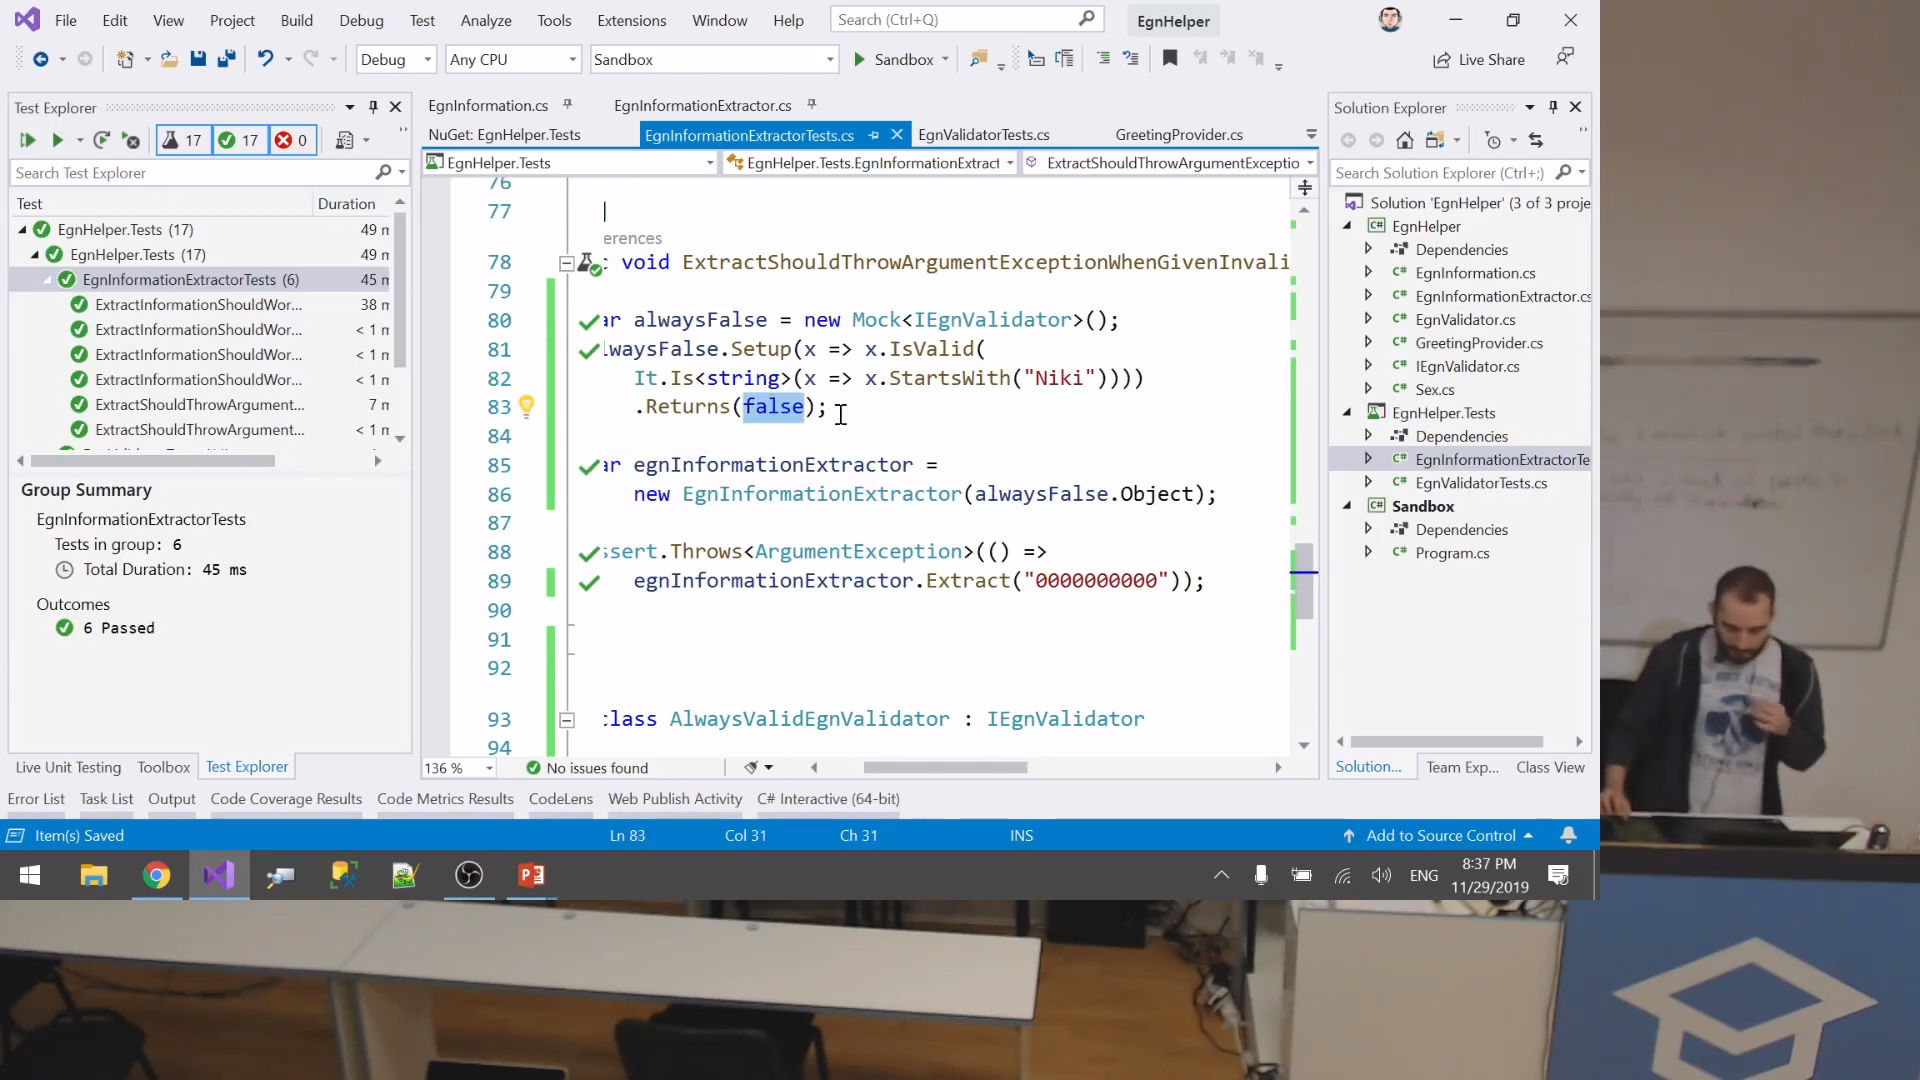 File Edit View Project Build Debug Test Analyze Tools Extensions Window Help Search (Ctrl+Q) EgnHelper
Debug Any CPU Sandbox Sandbox Live Share
Test Explorer
17 17 0
Search Test Explorer
Test Duration
EgnHelper.Tests (17) 49 m
EgnHelper.Tests (17) 49 m
EgnInformationExtractorTests (6) 45 m
ExtractInformationShouldWor... 38 m
ExtractInformationShouldWor... < 1 m
ExtractInformationShouldWor... < 1 m
ExtractInformationShouldWor... < 1 m
ExtractShouldThrowArgument... 7 m
ExtractShouldThrowArgument... < 1 m
Group Summary
EgnInformationExtractorTests
Tests in group: 6
Total Duration: 45 ms
Outcomes
6 Passed
Live Unit Testing Toolbox Test Explorer
EgnInformation.cs EgnInformationExtractor.cs
NuGet: EgnHelper.Tests EgnInformationExtractorTests.cs EgnValidatorTests.cs GreetingProvider.cs
EgnHelper.Tests EgnHelper.Tests.EgnInformationExtract ExtractShouldThrowArgumentExceptio
76
77
erences
78 c void ExtractShouldThrowArgumentExceptionWhenGivenInvali
79
80 ar alwaysFalse = new Mock<IEgnValidator>();
81 lwaysFalse.Setup(x => x.IsValid(
82 It.Is<string>(x => x.StartsWith("Niki"))))
83 .Returns(false);
84
85 ar egnInformationExtractor =
86 new EgnInformationExtractor(alwaysFalse.Object);
87
88 ssert.Throws<ArgumentException>(() =>
89 egnInformationExtractor.Extract("0000000000"));
90
91
92
93 class AlwaysValidEgnValidator : IEgnValidator
94
136 % No issues found
Solution Explorer
Search Solution Explorer (Ctrl+;)
Solution 'EgnHelper' (3 of 3 proje
EgnHelper
Dependencies
EgnInformation.cs
EgnInformationExtractor.cs
EgnValidator.cs
GreetingProvider.cs
IEgnValidator.cs
Sex.cs
EgnHelper.Tests
Dependencies
EgnInformationExtractorTe
EgnValidatorTests.cs
Sandbox
Dependencies
Program.cs
Solution... Team Exp... Class View
Error List Task List Output Code Coverage Results Code Metrics Results CodeLens Web Publish Activity C# Interactive (64-bit)
Item(s) Saved Ln 83 Col 31 Ch 31 INS Add to Source Control
ENG 8:37 PM
11/29/2019